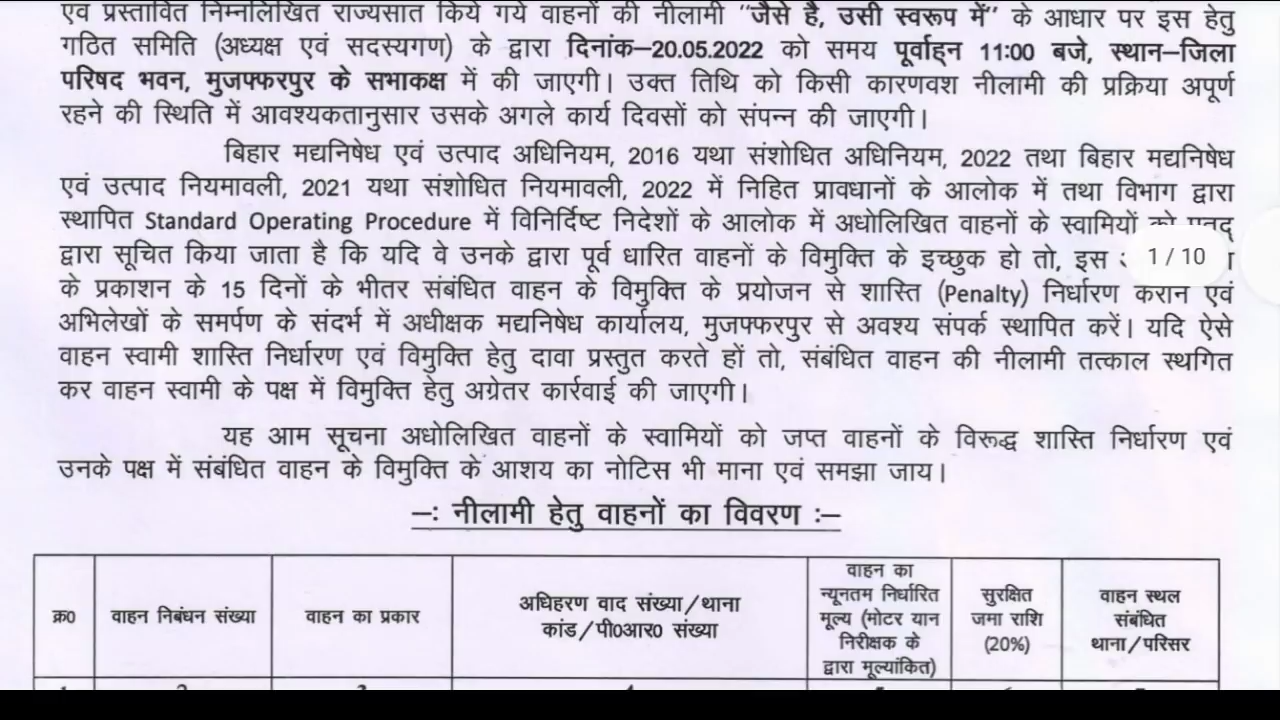 एवं प्रस्तावित निम्नलिखित राज्यसात किये गये वाहनों की नीलामी "जैसे है, उसी स्वरूप में" के आधार पर इस हेतु
गठित समिति (अध्यक्ष एवं सदस्यगण) के द्वारा दिनांक–20.05.2022 को समय पूर्वाह्न 11:00 बजे, स्थान–जिला
परिषद भवन, मुजफ्फरपुर के सभाकक्ष में की जाएगी। उक्त तिथि को किसी कारणवश नीलामी की प्रक्रिया अपूर्ण
रहने की स्थिति में आवश्यकतानुसार उसके अगले कार्य दिवसों को संपन्न की जाएगी।
बिहार मद्यनिषेध एवं उत्पाद अधिनियम, 2016 यथा संशोधित अधिनियम, 2022 तथा बिहार मद्यनिषेध
एवं उत्पाद नियमावली, 2021 यथा संशोधित नियमावली, 2022 में निहित प्रावधानों के आलोक में तथा विभाग द्वारा
स्थापित Standard Operating Procedure में विनिर्दिष्ट निदेशों के आलोक में अधोलिखित वाहनों के स्वामियों को
द्वारा सूचित किया जाता है कि यदि वे उनके द्वारा पूर्व धारित वाहनों के विमुक्ति के इच्छुक हो तो, इस
1 / 10
के प्रकाशन के 15 दिनों के भीतर संबंधित वाहन के विमुक्ति के प्रयोजन से शास्ति (Penalty) निर्धारण करान एवं
अभिलेखों के समर्पण के संदर्भ में अधीक्षक मद्यनिषेध कार्यालय, मुजफ्फरपुर से अवश्य संपर्क स्थापित करें। यदि ऐसे
वाहन स्वामी शास्ति निर्धारण एवं विमुक्ति हेतु दावा प्रस्तुत करते हों तो, संबंधित वाहन की नीलामी तत्काल स्थगित
कर वाहन स्वामी के पक्ष में विमुक्ति हेतु अग्रेतर कार्रवाई की जाएगी।
यह आम सूचना अधोलिखित वाहनों के स्वामियों को जप्त वाहनों के विरूद्ध शास्ति निर्धारण एवं
उनके पक्ष में संबंधित वाहन के विमुक्ति के आशय का नोटिस भी माना एवं समझा जाय।
–: नीलामी हेतु वाहनों का विवरण :–
क्र0
वाहन निबंधन संख्या
वाहन का प्रकार
अधिहरण वाद संख्या/थाना
कांड/पी0आर0 संख्या
वाहन का
न्यूनतम निर्धारित
मूल्य (मोटर यान
निरीक्षक के
द्वारा मूल्यांकित)
सुरक्षित
जमा राशि
(20%)
वाहन स्थल
संबंधित
थाना/परिसर